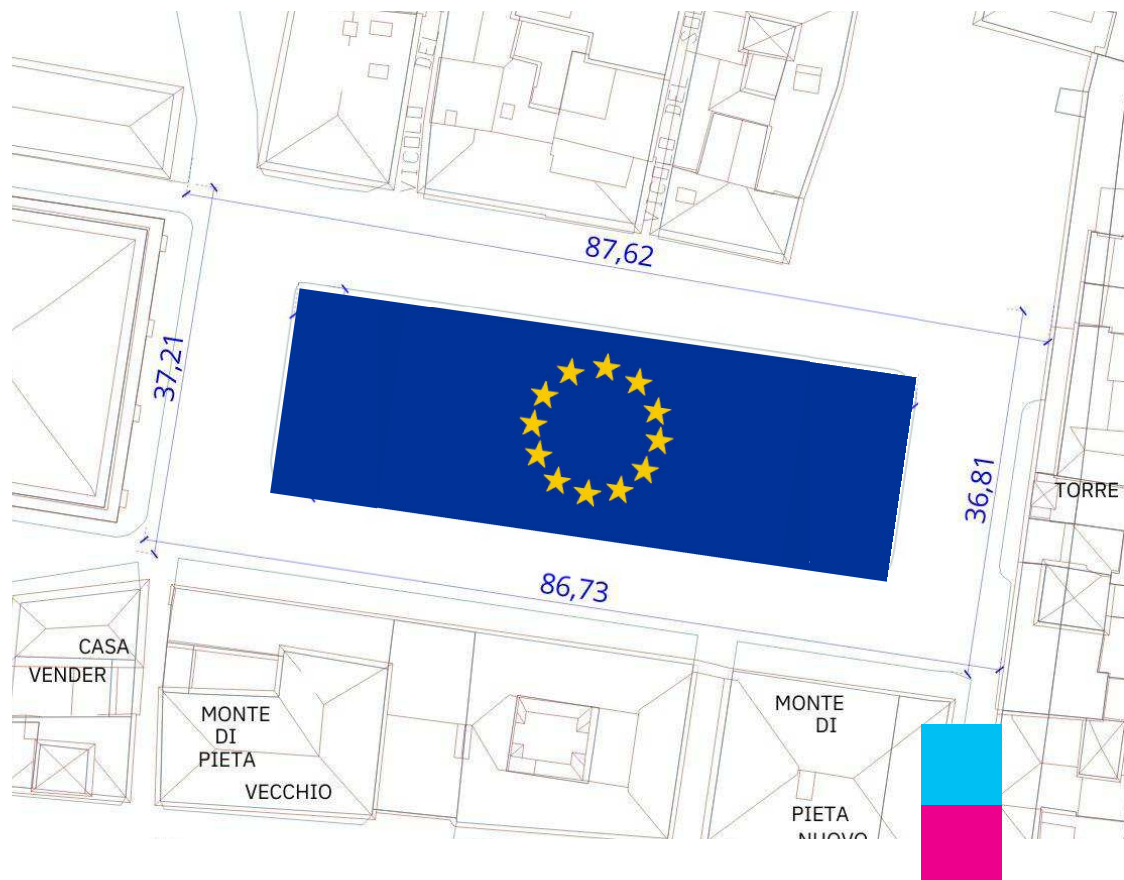 87,62
37,21
36,81
TORRE
86,73
CASA
VENDER
MONTE
DI
PIETA
VECCHIO
MONTE
DI
PIETA